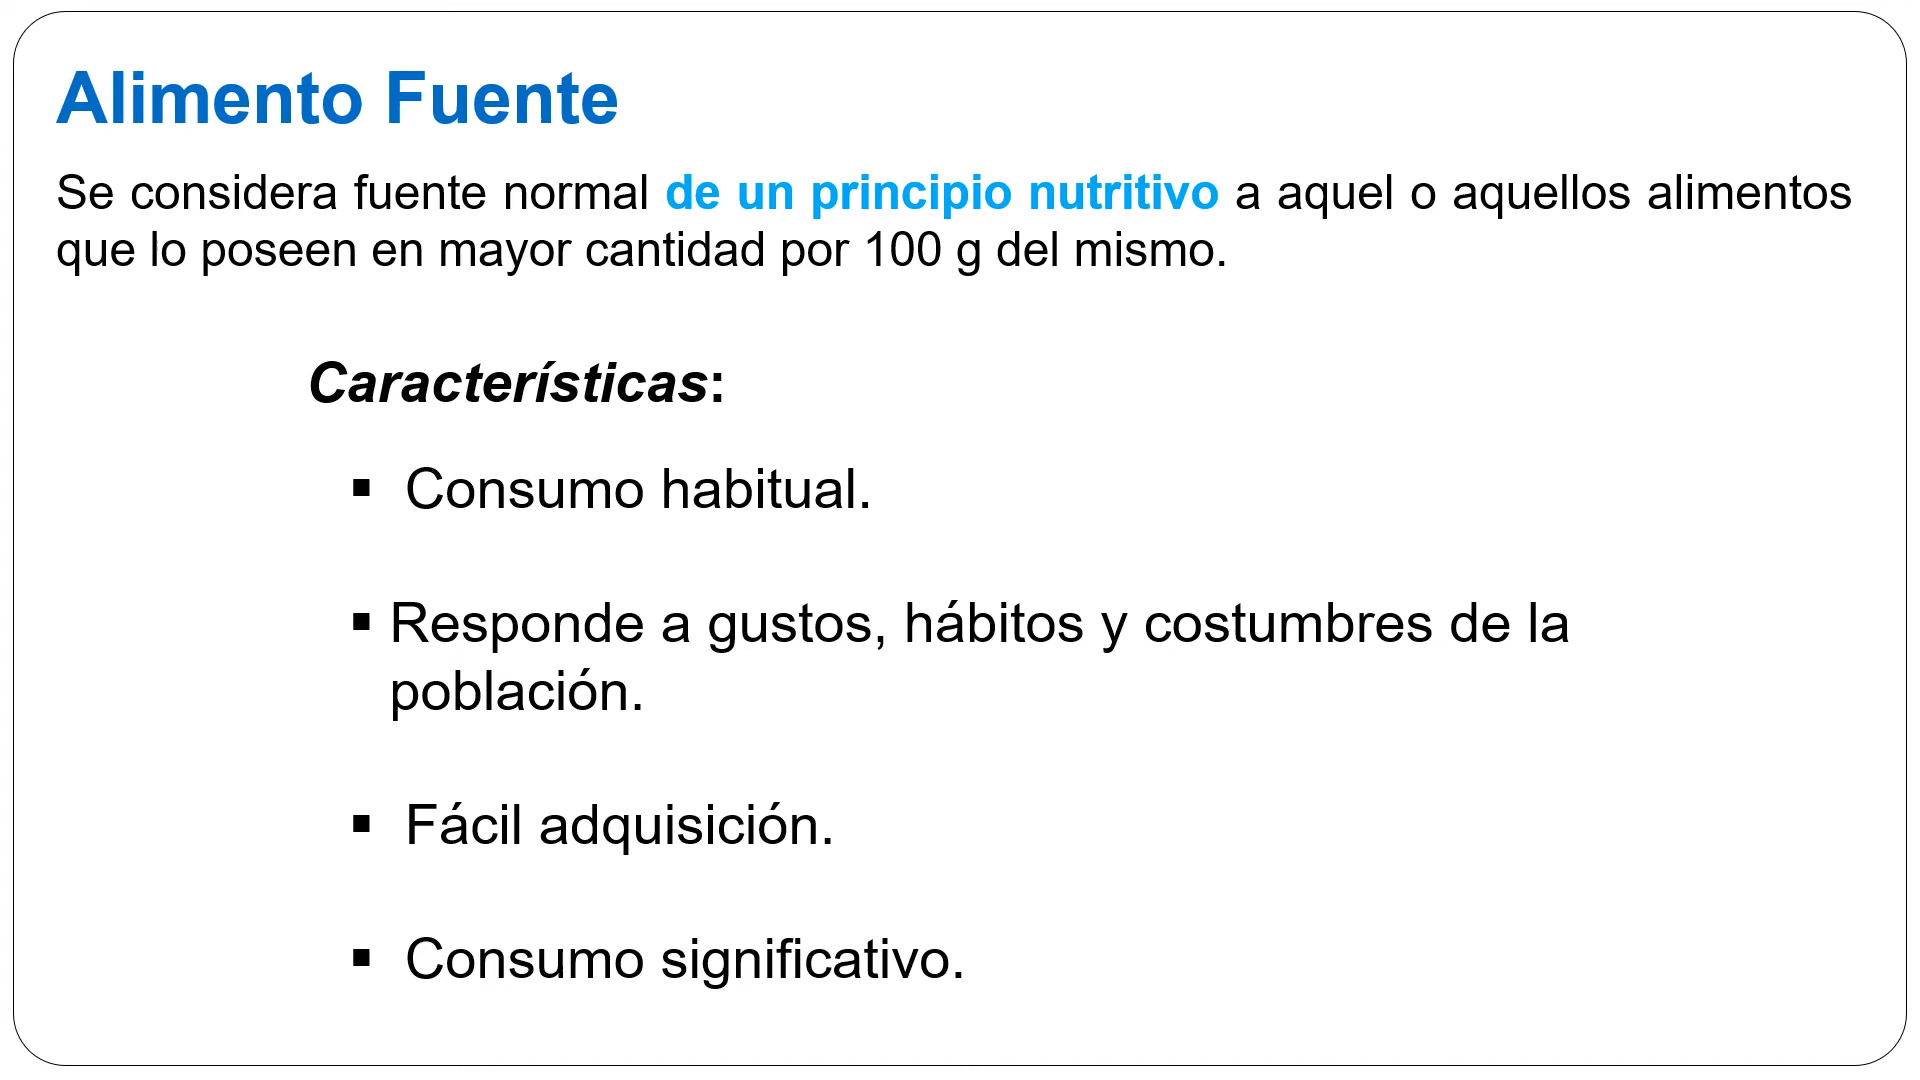 Alimento Fuente
Se considera fuente normal de un principio nutritivo a aquel o aquellos alimentos
que lo poseen en mayor cantidad por 100 g del mismo.
Características:
▪ Consumo habitual.
▪ Responde a gustos, hábitos y costumbres de la
población.
▪ Fácil adquisición.
▪ Consumo significativo.